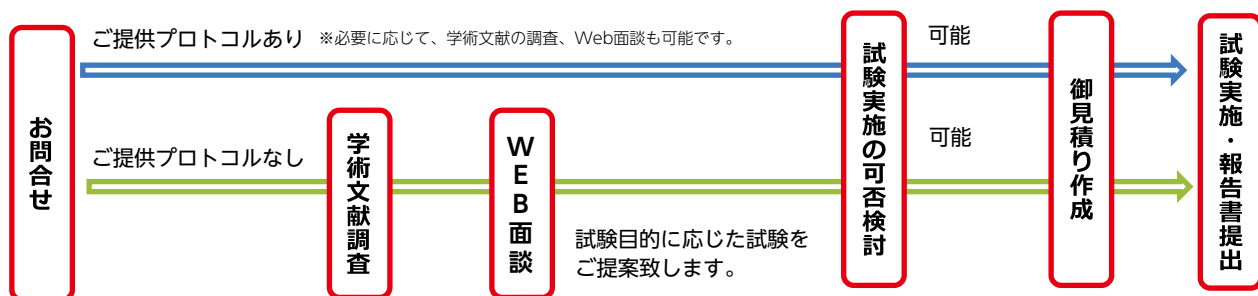 お問合せ
ご提供プロトコルあり ※必要に応じて、学術文献の調査、Web面談も可能です。
ご提供プロトコルなし
学術文献調査
WEB面談
試験目的に応じた試験を
ご提案致します。
試験実施の可否検討
可能
可能
御見積り作成
試験実施・報告書提出